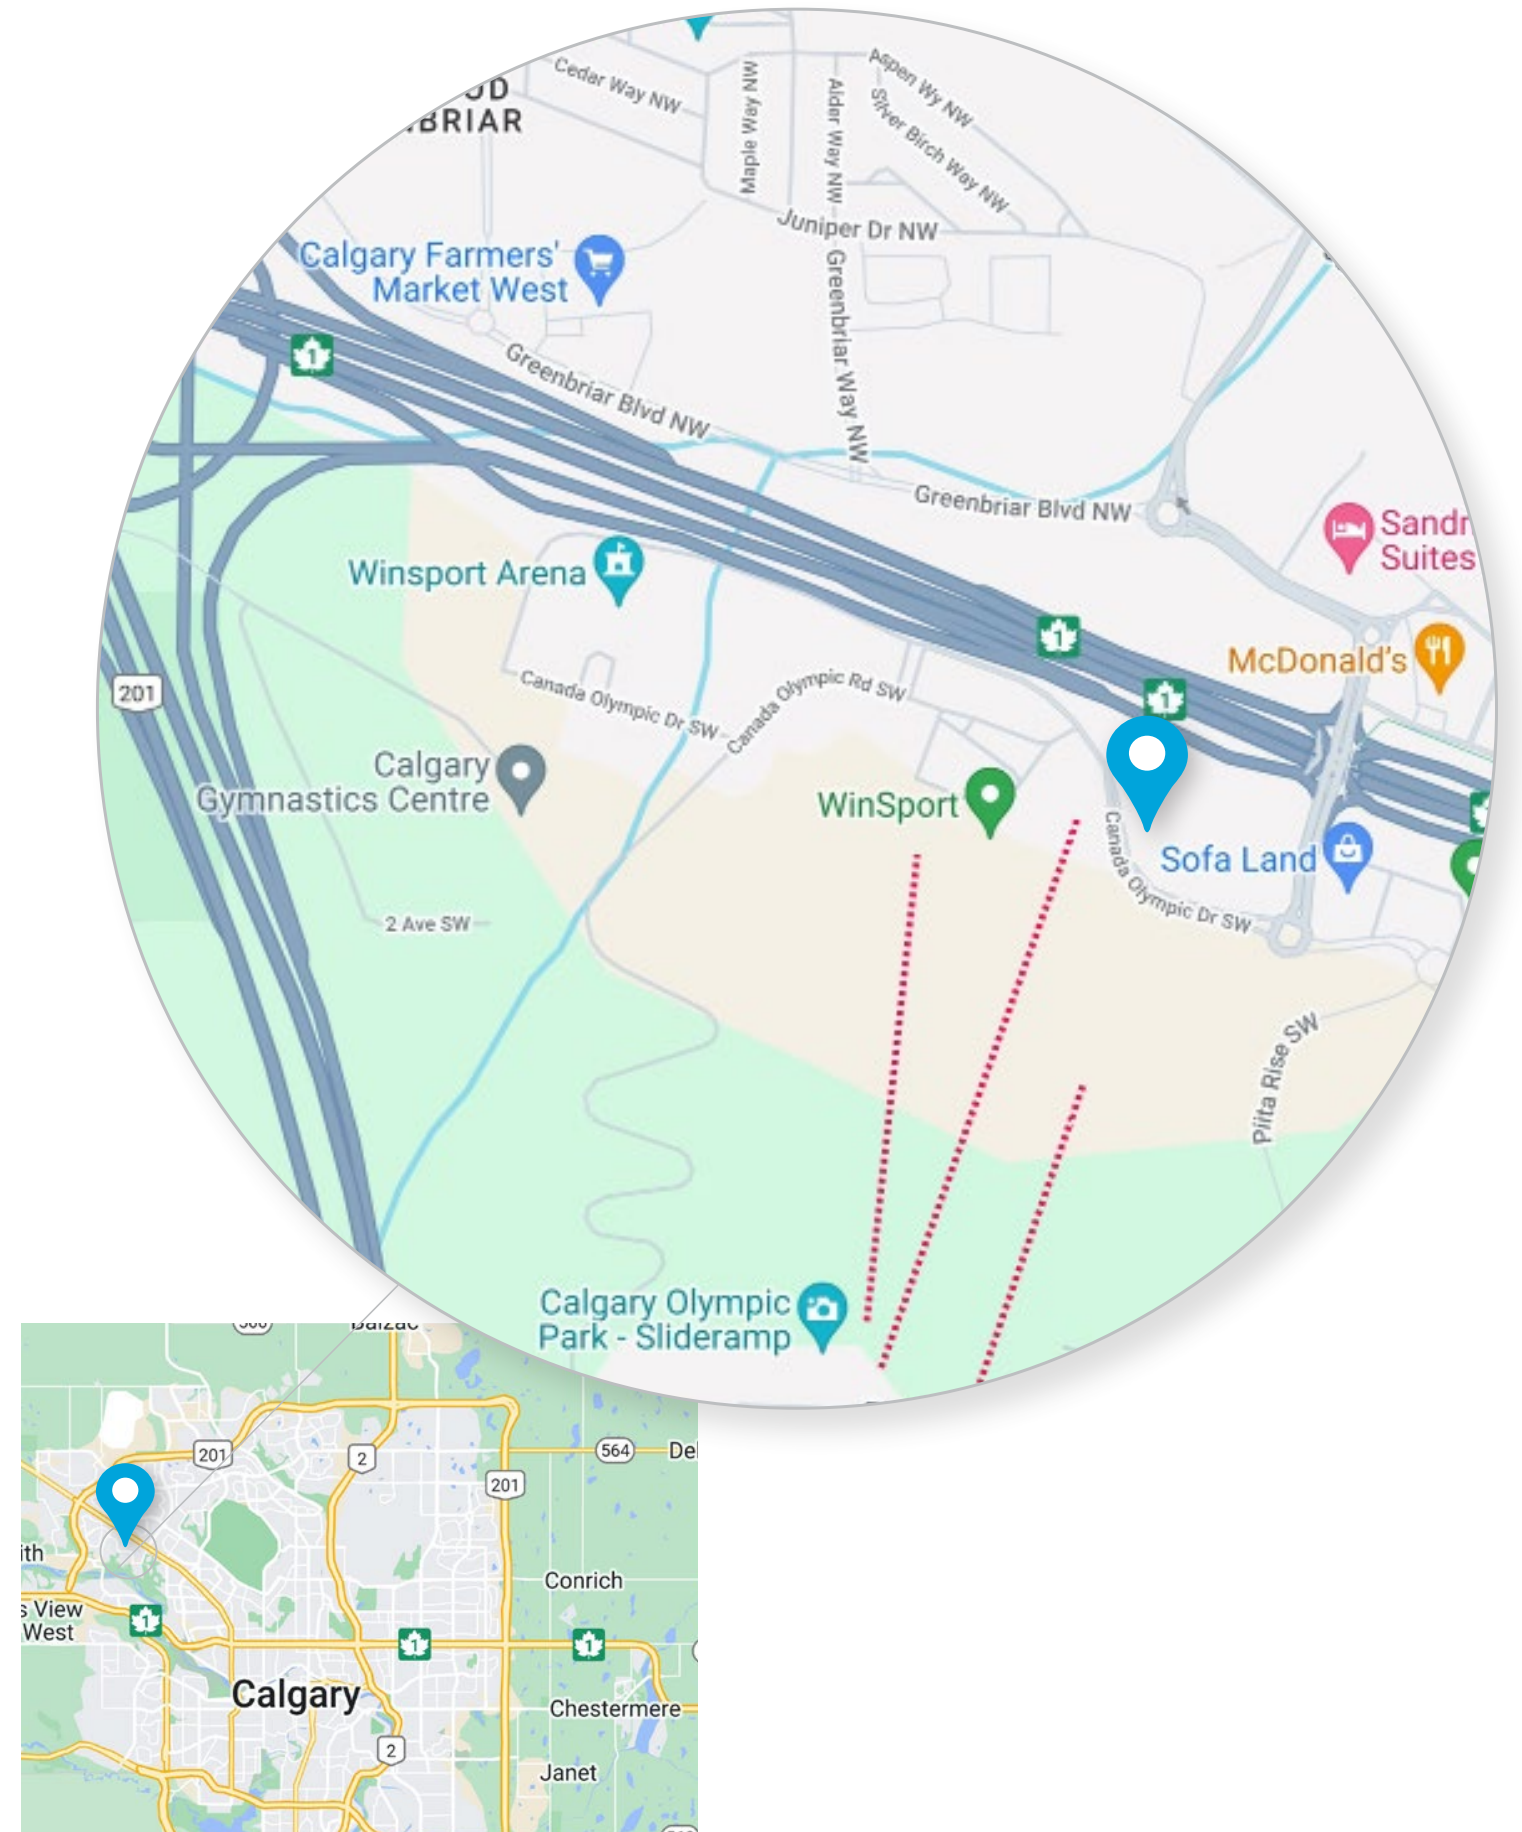 Cedar Way NW
Maple Way NW
Alder Way NW
Aspen Wy NW
Silver Birch Way NW
BRIAR
Juniper Dr NW
Calgary Farmers'
Market West
1
Greenbriar Way NW
Greenbriar Blvd NW
Greenbriar Blvd NW
Sandr
Suites
Winsport Arena
1
McDonald's
201
Canada Olympic Dr SW
Canada Olympic Rd SW
1
Calgary
Gymnastics Centre
WinSport
Sofa Land
Canada Olympic Dr SW
2 Ave SW
Piita Rise SW
Calgary Olympic
Park - Slideramp
Balzac
201
2
564
Del
201
ith
Conrich
s View
West
1
1
1
Calgary
Chestermere
2
Janet